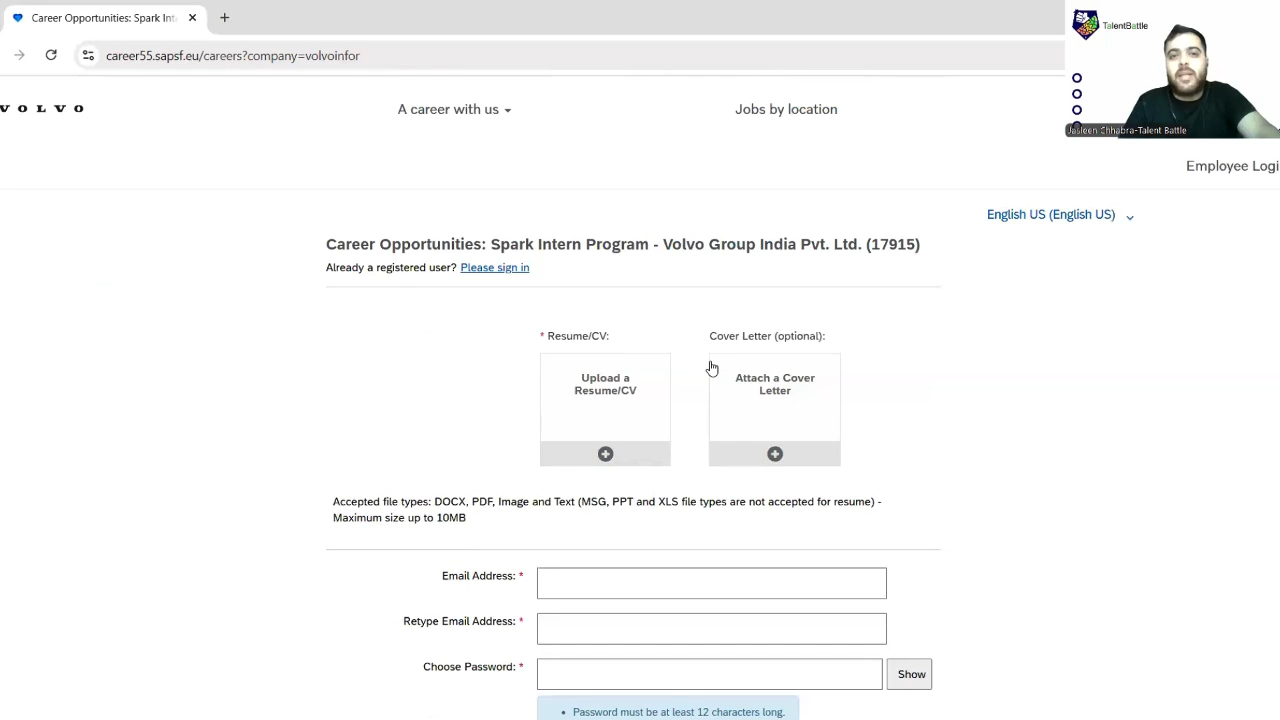 Career Opportunities: Spark Int
career55.sapsf.eu/careers?company=volvoinfor
TalentBattle
Jasleen Chhabra-Talent Battle
VOLVO
A career with us
Jobs by location
Employee Logi
English US (English US)
Career Opportunities: Spark Intern Program - Volvo Group India Pvt. Ltd. (17915)
Already a registered user? Please sign in
* Resume/CV:
Cover Letter (optional):
Upload a
Resume/CV
Attach a Cover
Letter
Accepted file types: DOCX, PDF, Image and Text (MSG, PPT and XLS file types are not accepted for resume) -
Maximum size up to 10MB
Email Address: *
Retype Email Address: *
Choose Password: *
Show
• Password must be at least 12 characters long.